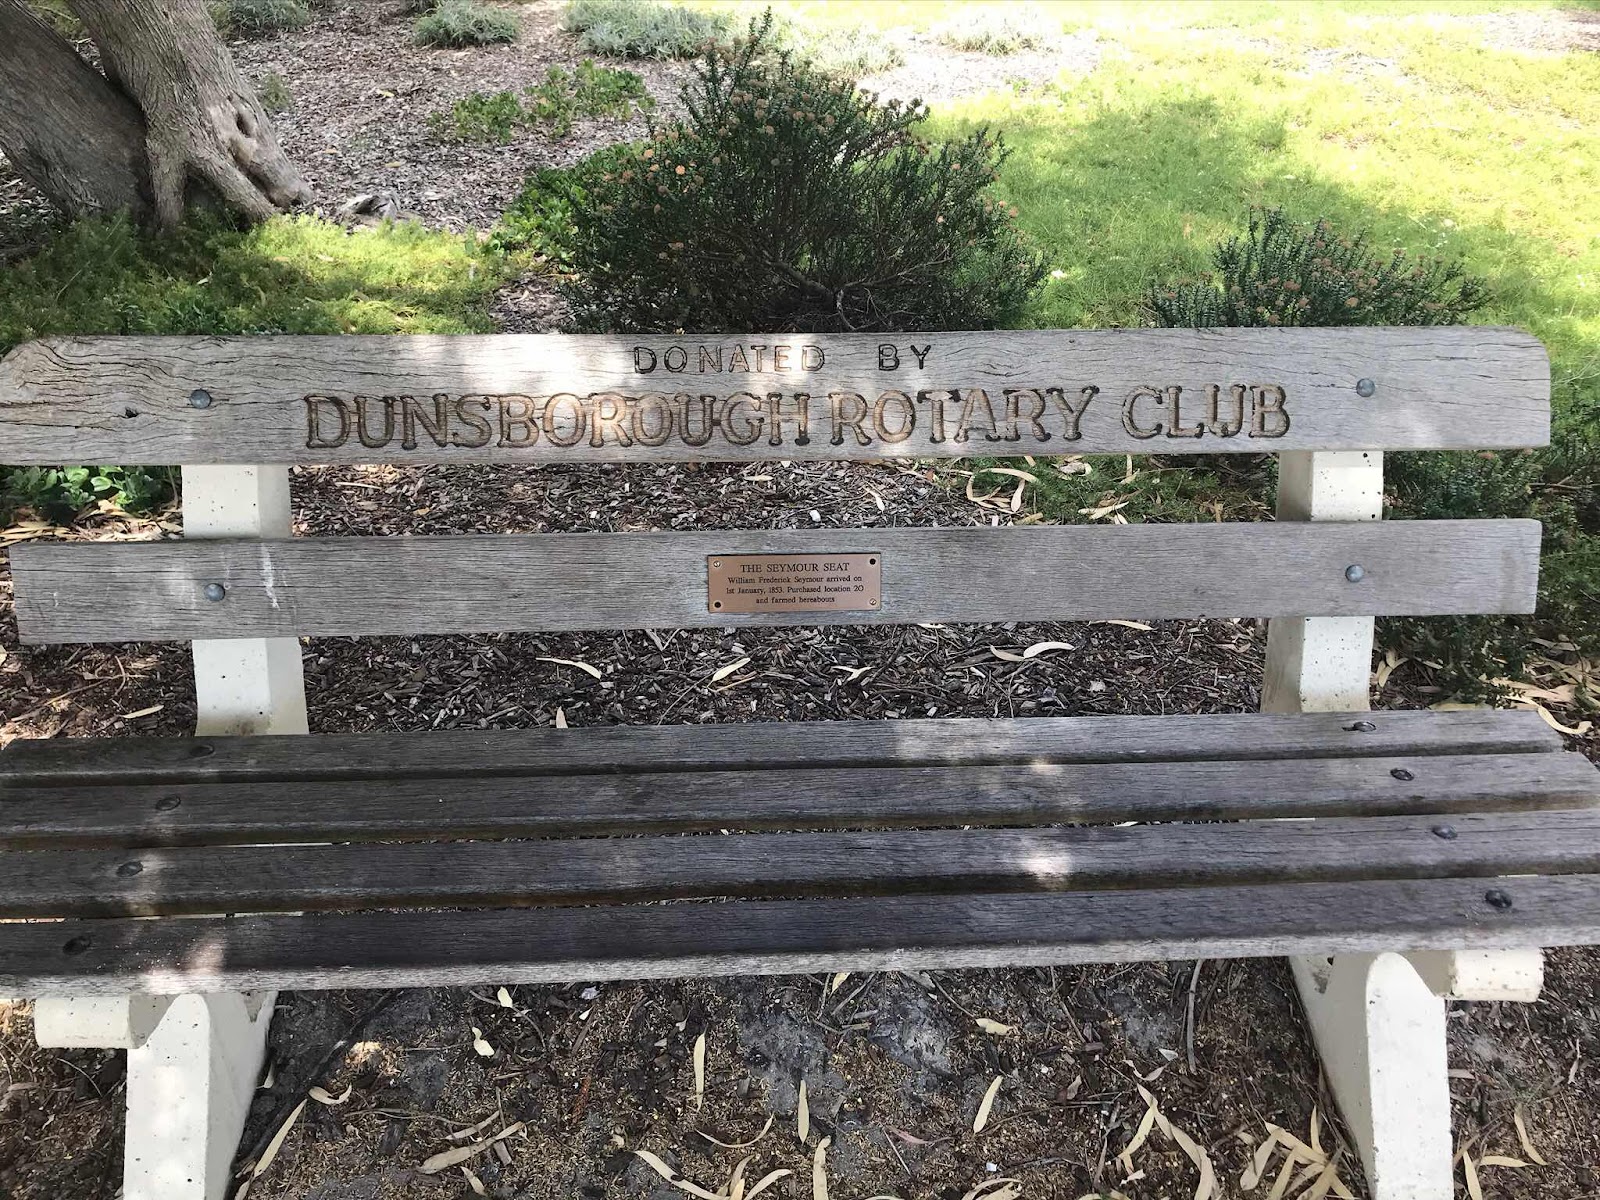 DONATED BY
DUNSBOROUGH ROTARY CLUB
THE SEYMOUR SEAT
William Frederick Seymour arrived on
1st January, 1853. Purchased location 20
and farmed hereabouts